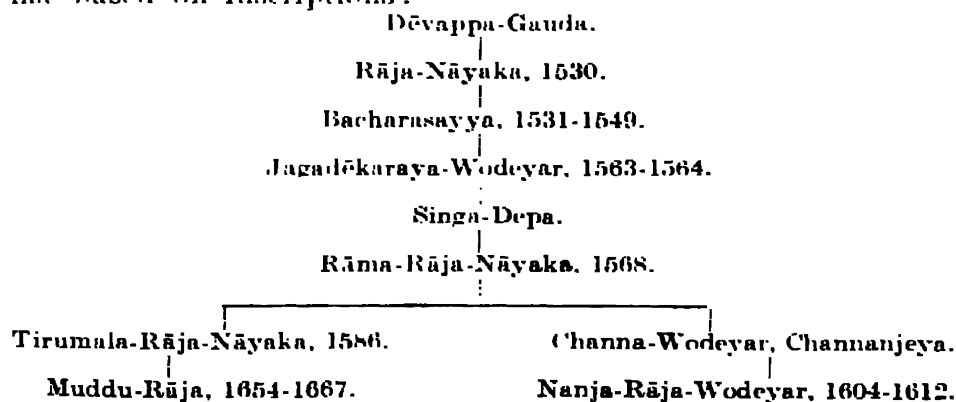 Dēvappa-Gauda.
Rāja-Nāyaka, 1530.
Bacharasayya, 1531-1549.
Jagadēkaraya-Wodeyar, 1563-1564.
Singa-Depa.
Rāma-Rāja-Nāyaka, 1568.
Tirumala-Rāja-Nāyaka, 1586. Channa-Wodeyar, Channanjeya.
Muddu-Rāja, 1654-1667. Nanja-Rāja-Wodeyar, 1604-1612.